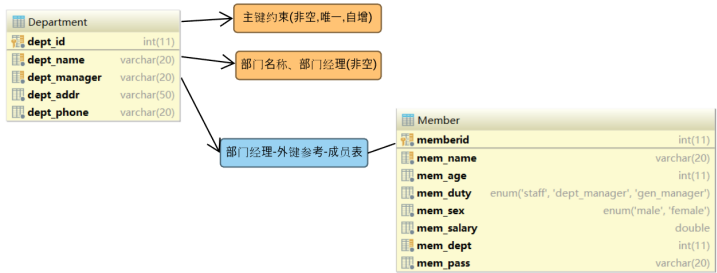 Department
dept_id int(11)
dept_name varchar(20)
dept_manager varchar(20)
dept_addr varchar(50)
dept_phone varchar(20)
主键约束(非空,唯一,自增)
部门名称、部门经理(非空)
部门经理-外键参考-成员表
Member
memberid int(11)
mem_name varchar(20)
mem_age int(11)
mem_duty enum('staff', 'dept_manager', 'gen_manager')
mem_sex enum('male', 'female')
mem_salary double
mem_dept int(11)
mem_pass varchar(20)